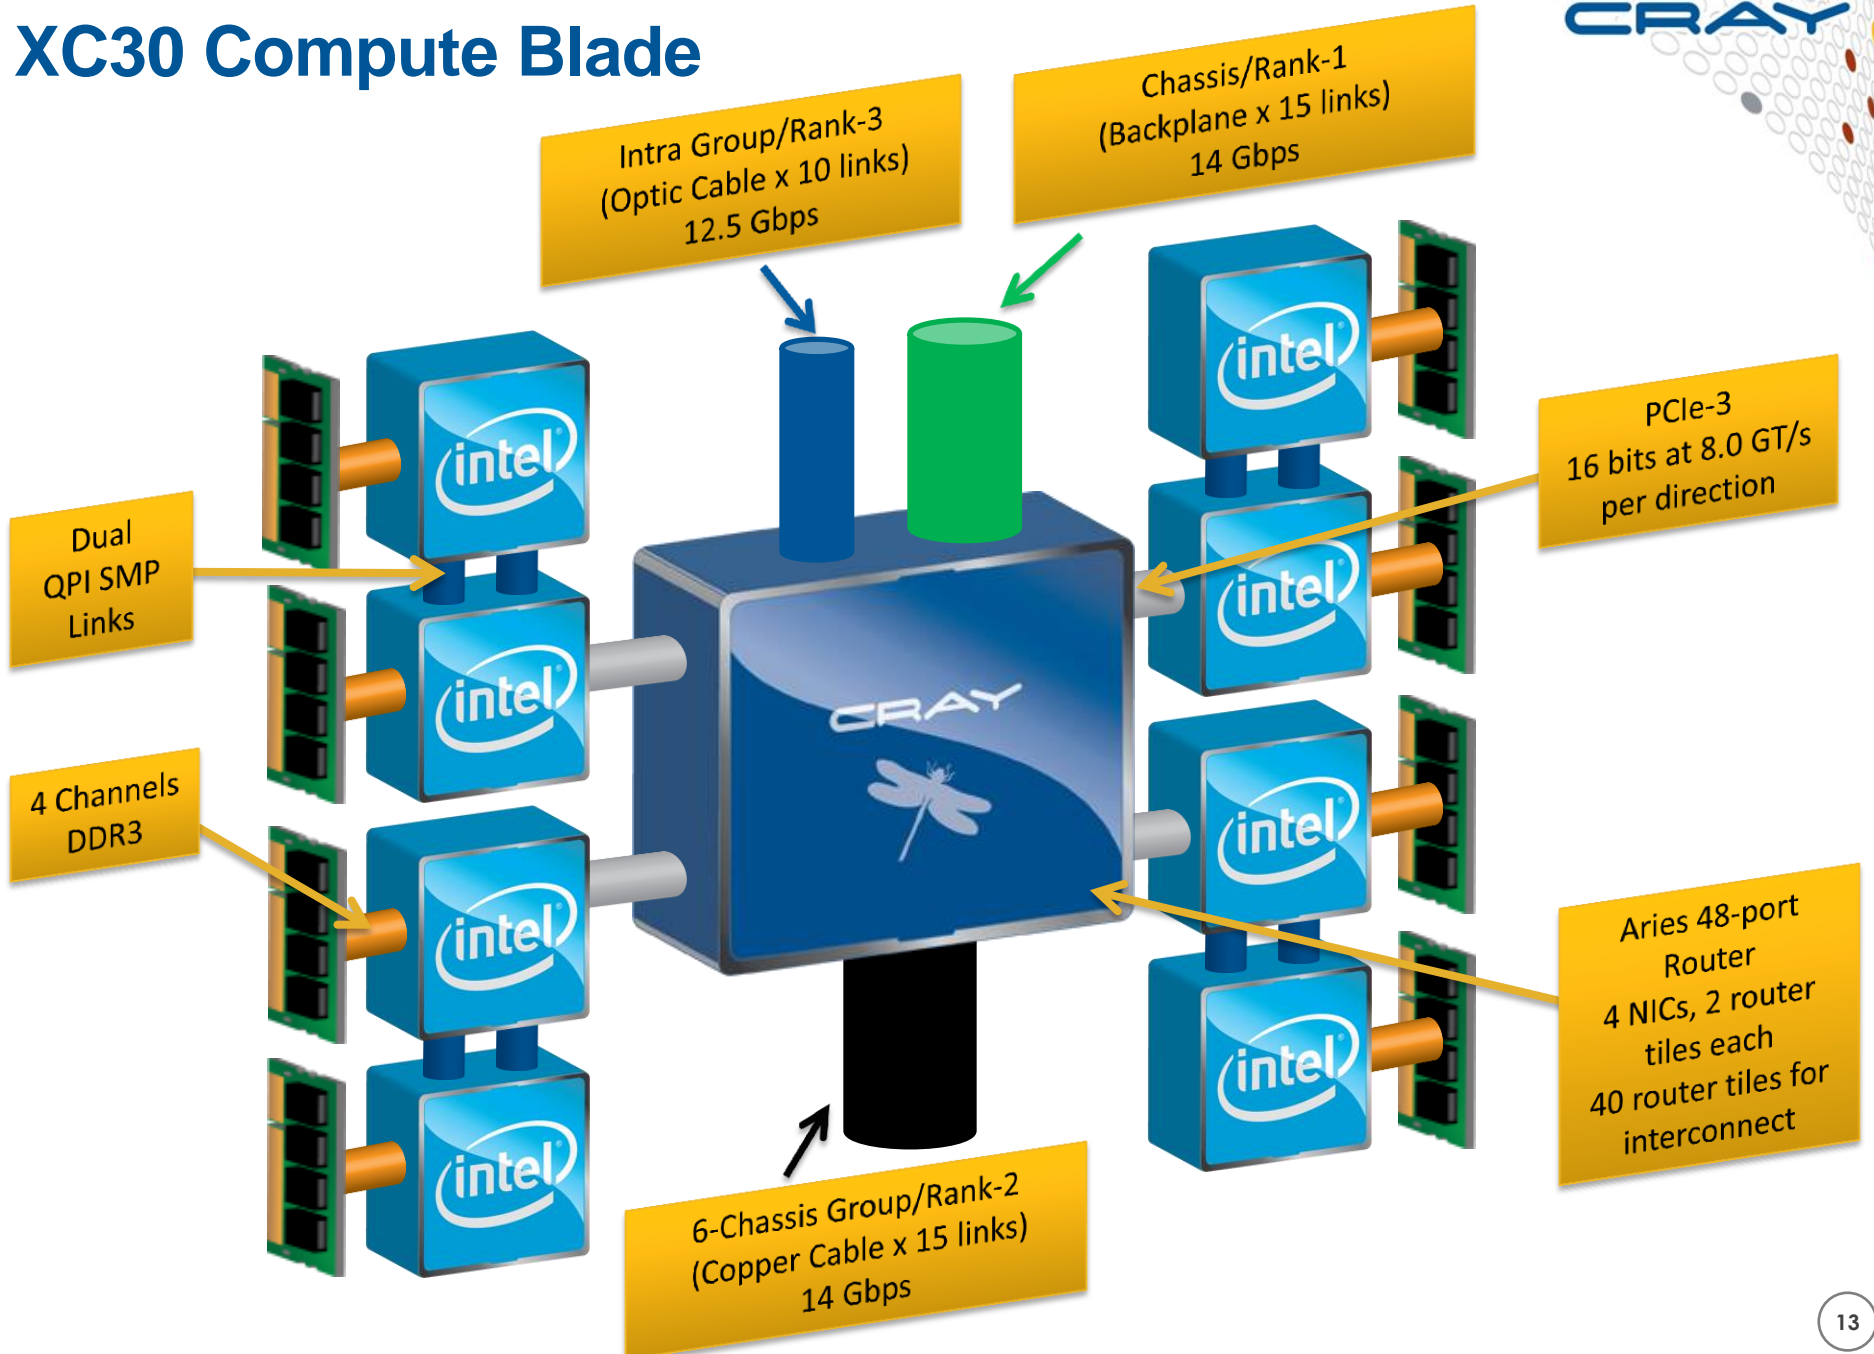 XC30 Compute Blade
CRAY
Intra Group/Rank-3
(Optic Cable x 10 links)
12.5 Gbps
Chassis/Rank-1
(Backplane x 15 links)
14 Gbps
intel
intel
intel
intel
intel
intel
intel
intel
PCIe-3
16 bits at 8.0 GT/s
per direction
Dual
QPI SMP
Links
CRAY
4 Channels
DDR3
Aries 48-port
Router
4 NICs, 2 router
tiles each
40 router tiles for
interconnect
6-Chassis Group/Rank-2
(Copper Cable x 15 links)
14 Gbps
13